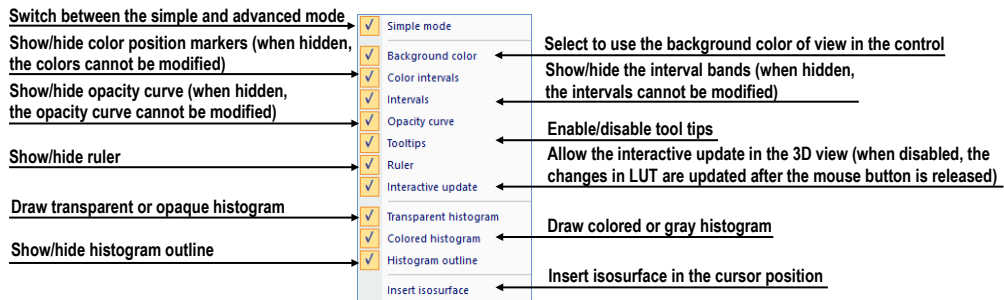 Switch between the simple and advanced mode
Show/hide color position markers (when hidden,
the colors cannot be modified)
Show/hide opacity curve (when hidden,
the opacity curve cannot be modified)
Show/hide ruler
Draw transparent or opaque histogram
Show/hide histogram outline
Simple mode
Background color
Color intervals
Intervals
Opacity curve
Tooltips
Ruler
Interactive update
Transparent histogram
Colored histogram
Histogram outline
Insert isosurface
Select to use the background color of view in the control
Show/hide the interval bands (when hidden,
the intervals cannot be modified)
Enable/disable tool tips
Allow the interactive update in the 3D view (when disabled, the
changes in LUT are updated after the mouse button is released)
Draw colored or gray histogram
Insert isosurface in the cursor position